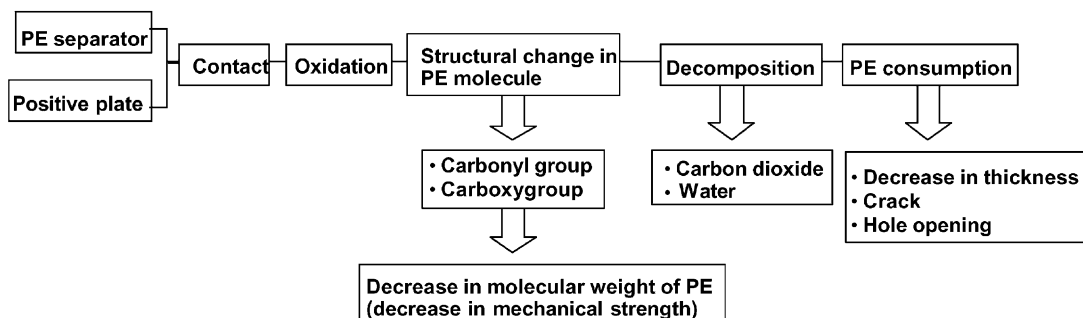 PE separator
Positive plate
Contact
Oxidation
Structural change in
PE molecule
Decomposition
PE consumption
• Carbonyl group
• Carboxygroup
• Carbon dioxide
• Water
• Decrease in thickness
• Crack
• Hole opening
Decrease in molecular weight of PE
(decrease in mechanical strength)